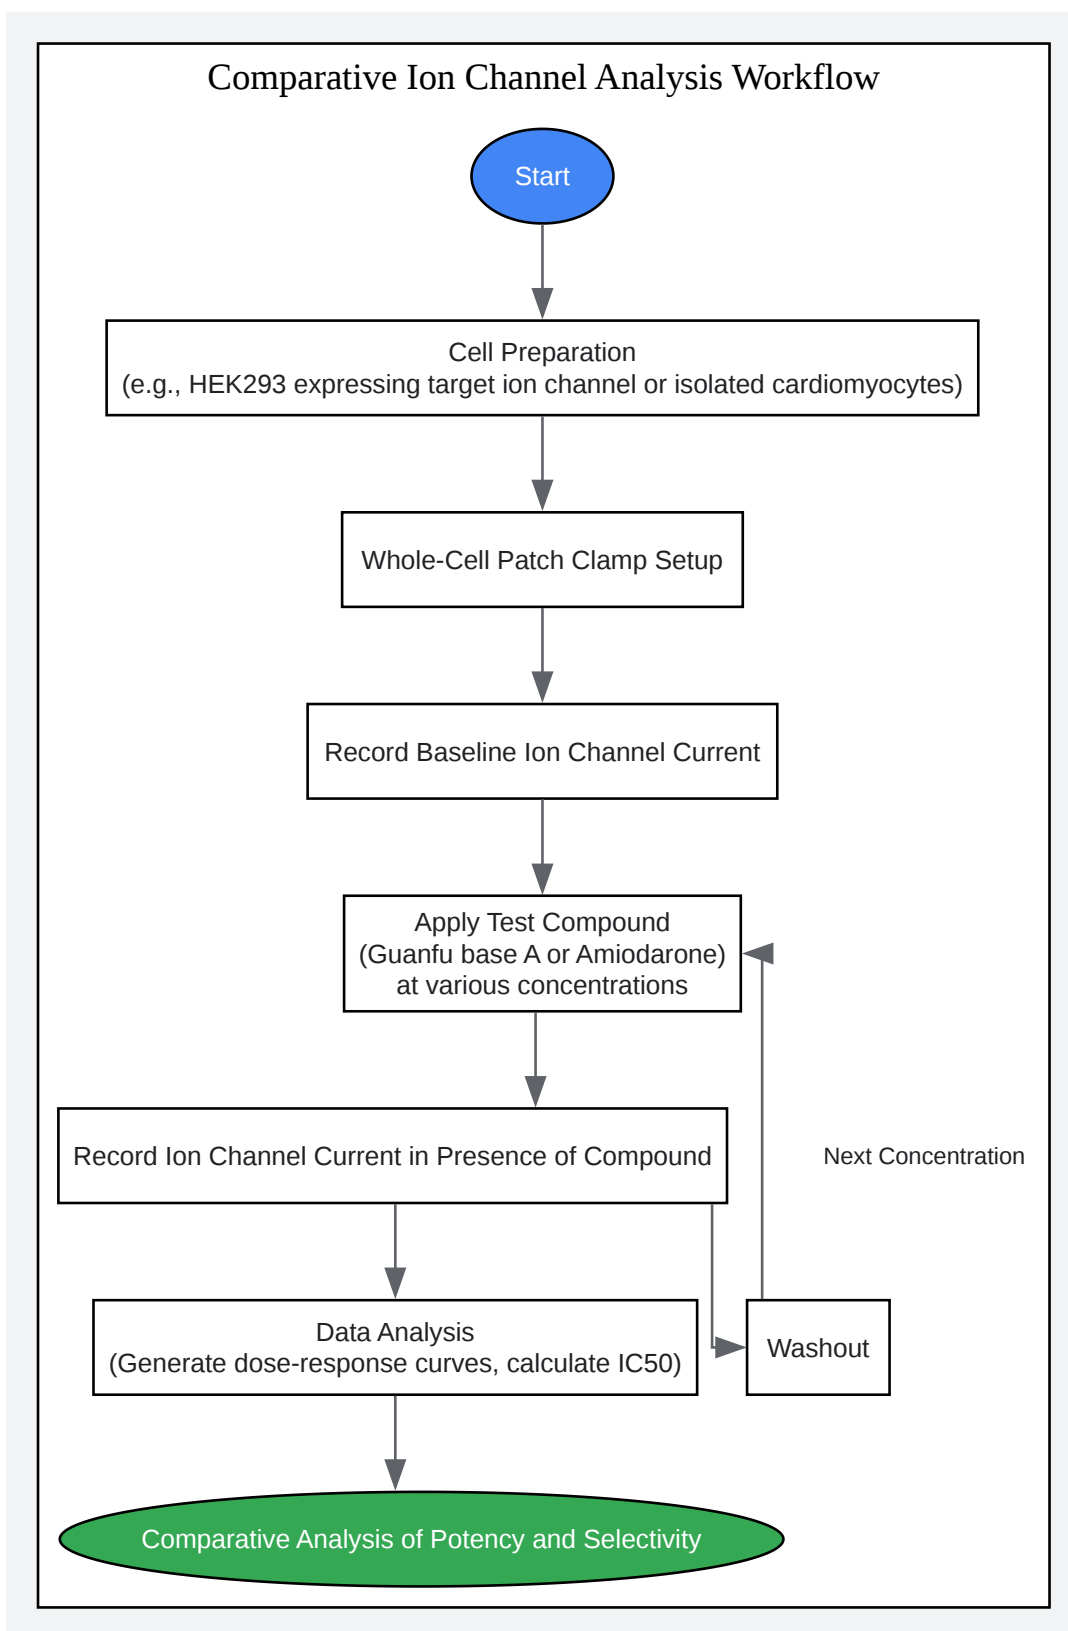 Comparative Ion Channel Analysis Workflow
Start
Cell Preparation
(e.g., HEK293 expressing target ion channel or isolated cardiomyocytes)
Whole-Cell Patch Clamp Setup
Record Baseline Ion Channel Current
Apply Test Compound
(Guanfu base A or Amiodarone)
at various concentrations
Record Ion Channel Current in Presence of Compound
Next Concentration
Data Analysis
(Generate dose-response curves, calculate IC50)
Washout
Comparative Analysis of Potency and Selectivity